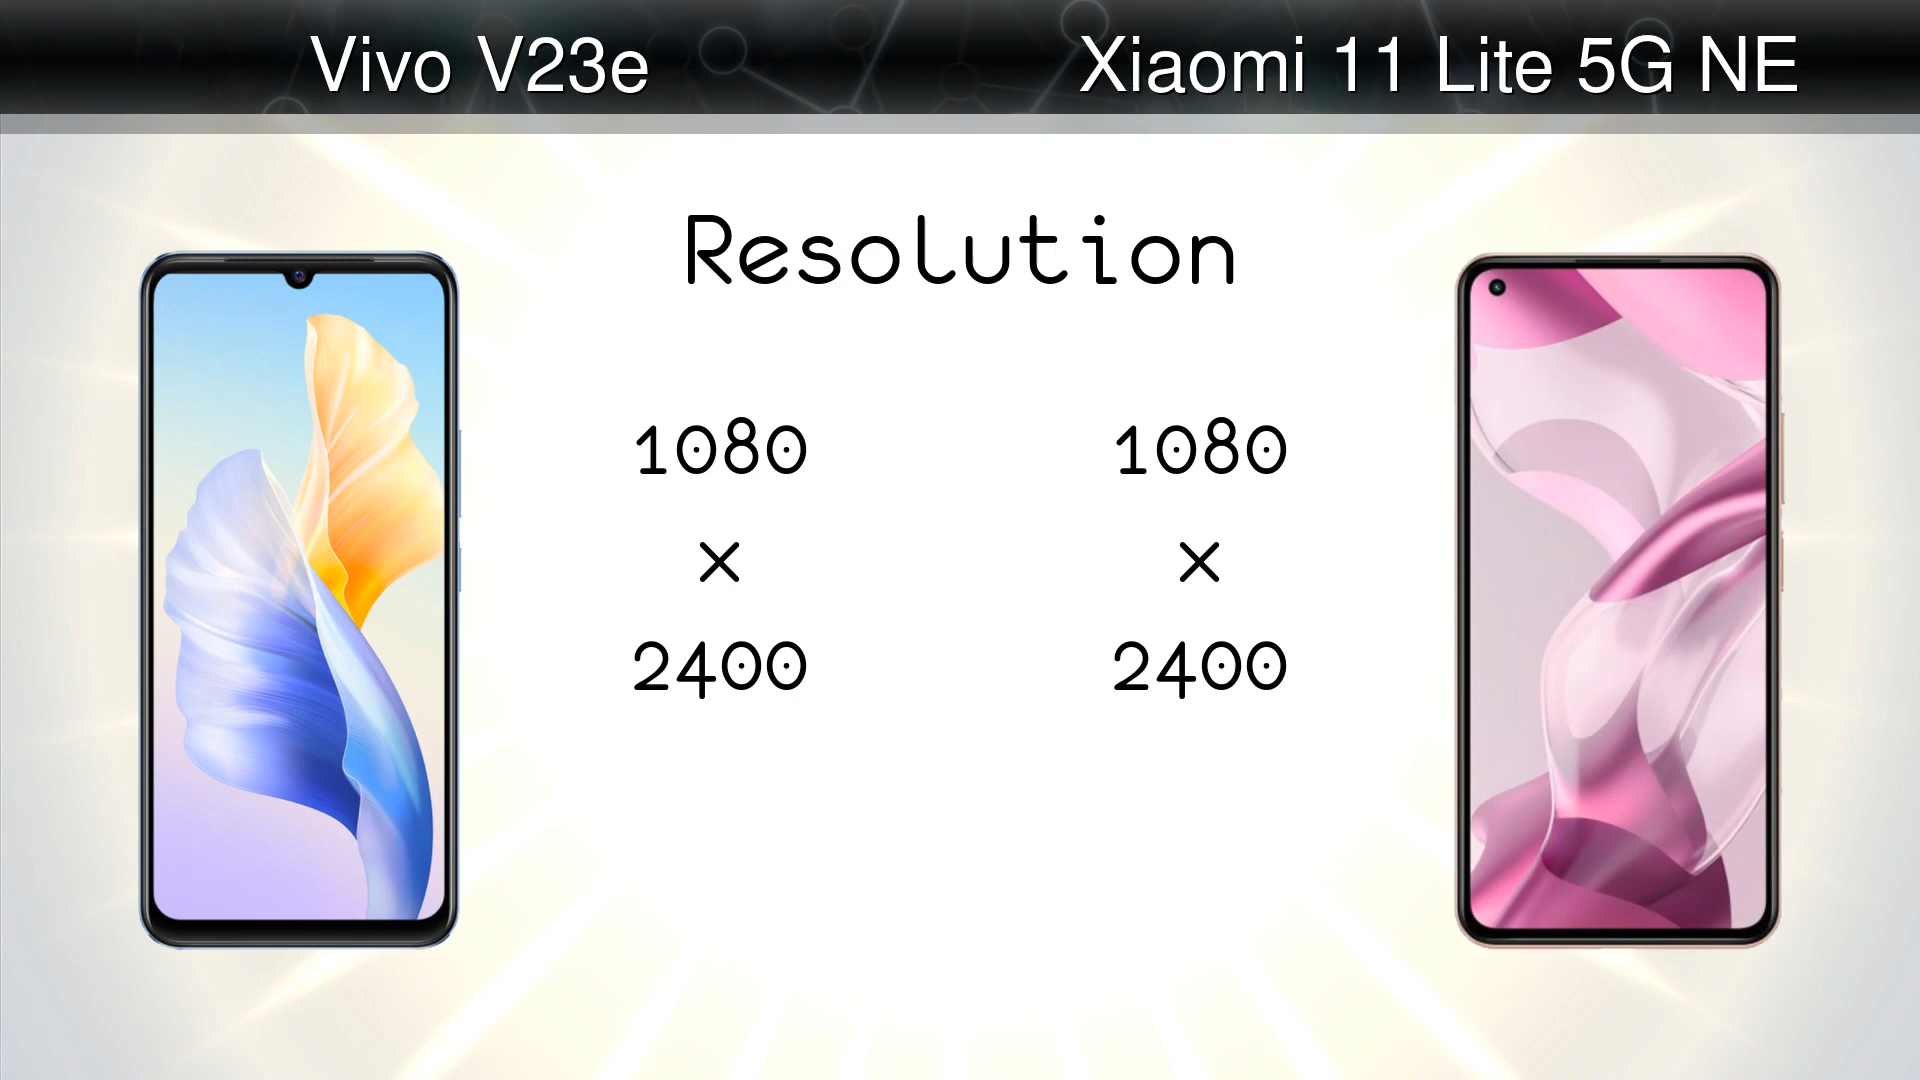 Vivo V23e Xiaomi 11 Lite 5G NE
Resolution
1080 1080
× ×
2400 2400